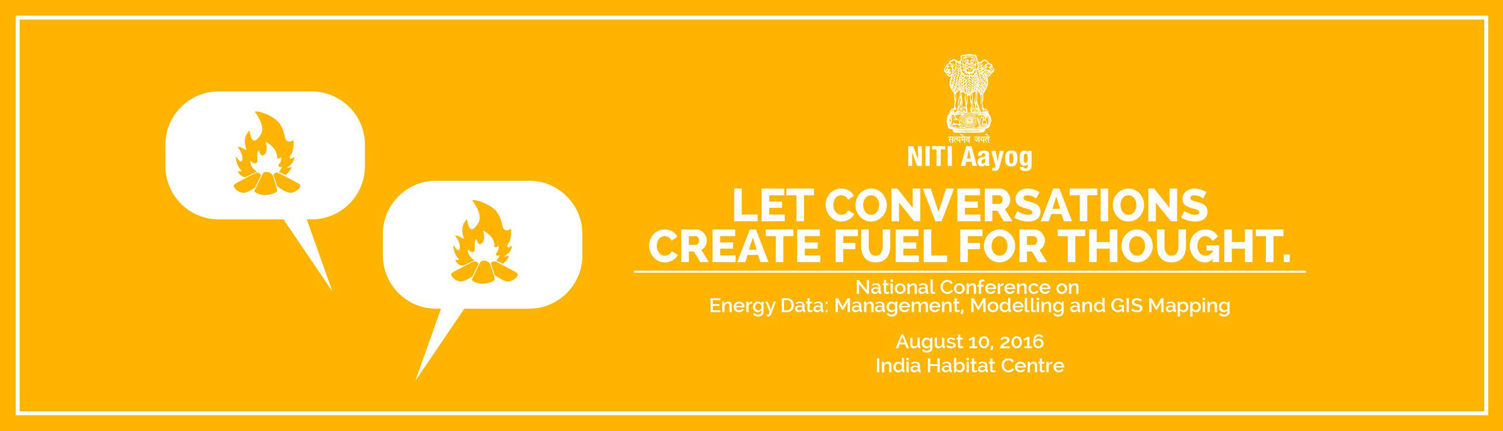 सत्यमेव जयते
NITI Aayog
LET CONVERSATIONS
CREATE FUEL FOR THOUGHT.
National Conference on
Energy Data: Management, Modelling and GIS Mapping
August 10, 2016
India Habitat Centre